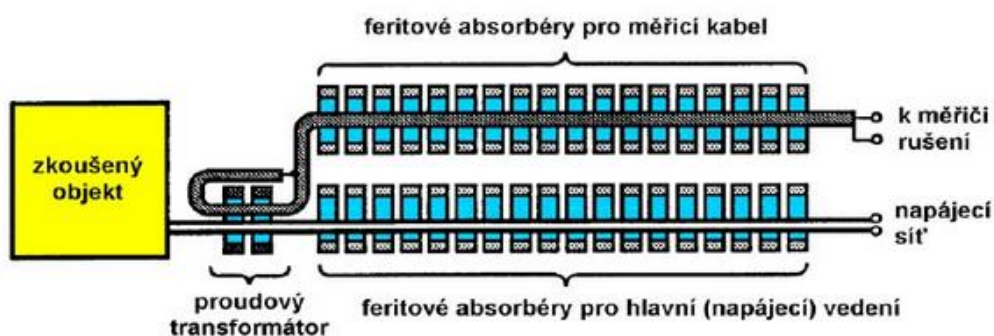 feritové absorbéry pro měřicí kabel
zkoušený
objekt
k měřiči
rušení
napájecí
síť
proudový
transformátor
feritové absorbéry pro hlavní (napájecí) vedení